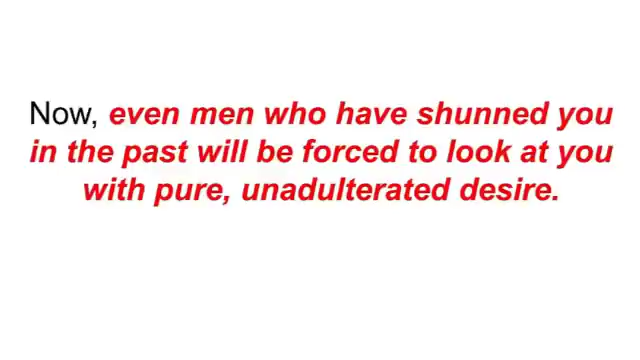 Now, even men who have shunned you
in the past will be forced to look at you
with pure, unadulterated desire.